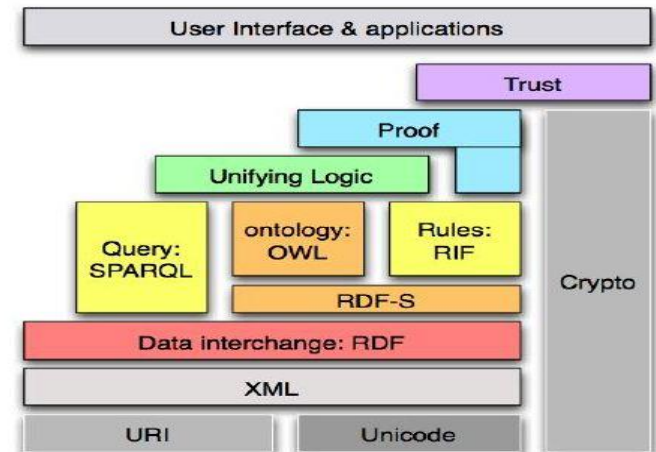 User Interface & applications
Trust
Proof
Unifying Logic
Query:
SPARQL
ontology:
OWL
Rules:
RIF
Crypto
RDF-S
Data interchange: RDF
XML
URI
Unicode